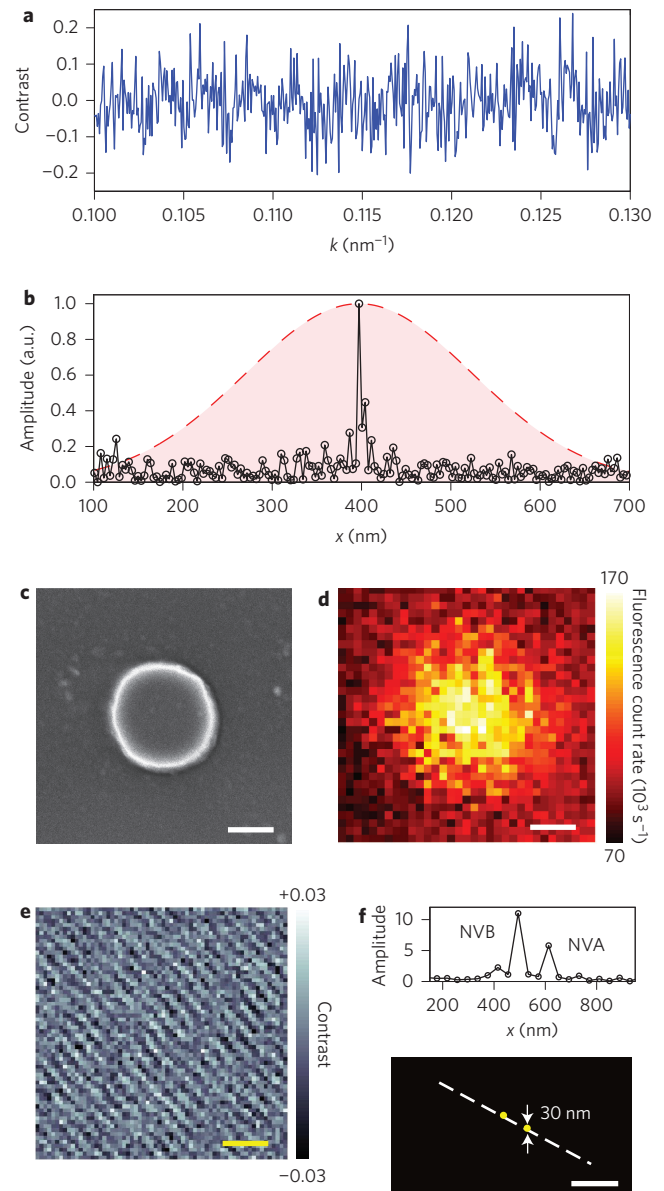 a
0.2
0.1
0.0
−0.1
−0.2
Contrast
0.100 0.105 0.110 0.115 0.120 0.125 0.130
k (nm⁻¹)
b
1.0
0.8
0.6
0.4
0.2
0.0
Amplitude (a.u.)
100 200 300 400 500 600 700
x (nm)
c
d
170
Fluorescence count rate (10³ s⁻¹)
70
e
+0.03
Contrast
−0.03
f
10
5
0
Amplitude
NVB
NVA
200 400 600 800
x (nm)
30 nm